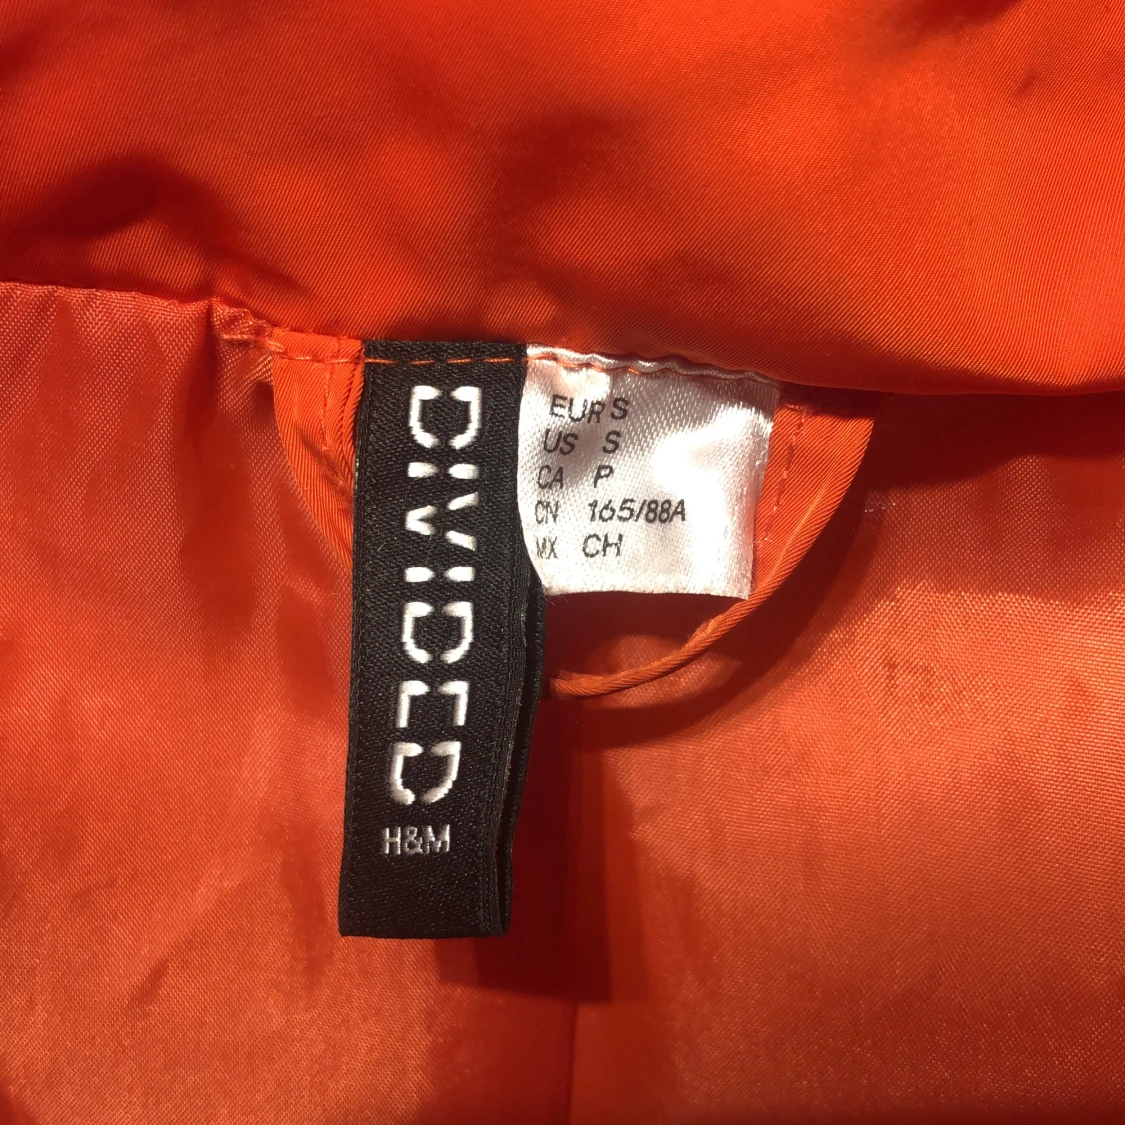 DIVIDED
H&M
EUR S
US S
CA P
CN 165/88A
MX CH